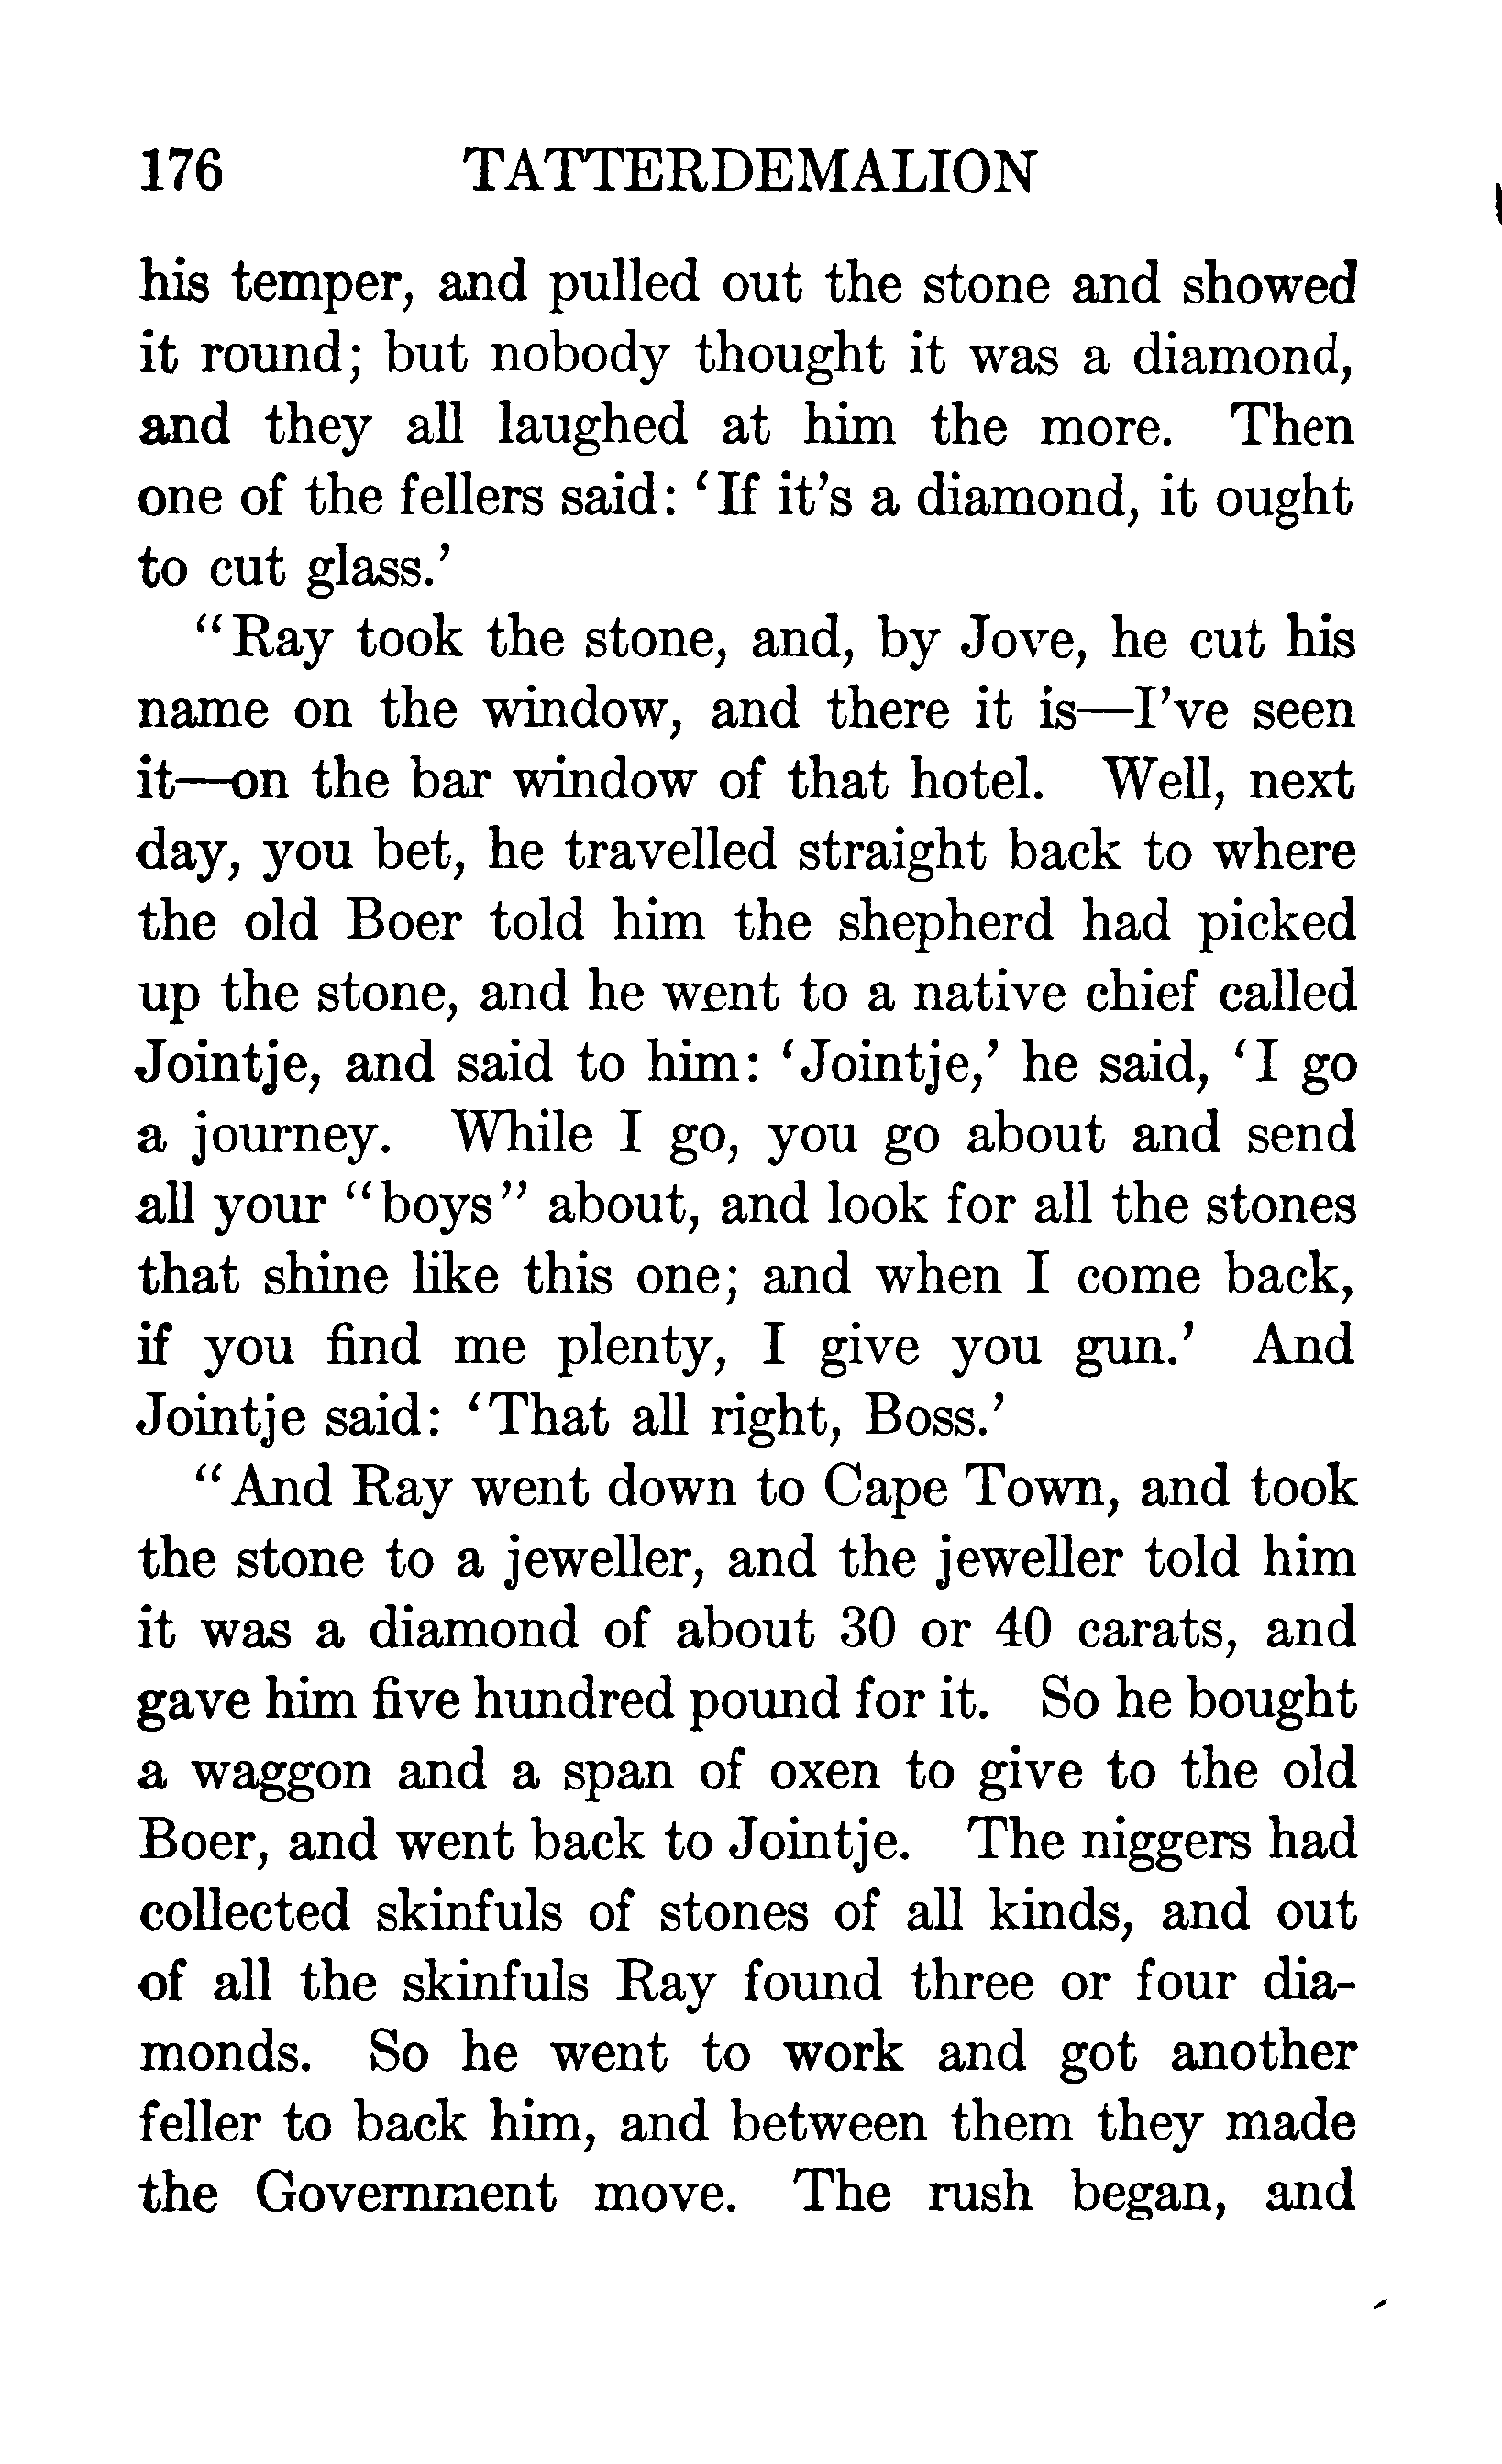 176 TATTERDEMALION
his temper, and pulled out the stone and showed
it round; but nobody thought it was a diamond,
and they all laughed at him the more. Then
one of the fellers said: ‘If it’s a diamond, it ought
to cut glass.’
“Ray took the stone, and, by Jove, he cut his
name on the window, and there it is—I’ve seen
it—on the bar window of that hotel. Well, next
day, you bet, he travelled straight back to where
the old Boer told him the shepherd had picked
up the stone, and he went to a native chief called
Jointje, and said to him: ‘Jointje,’ he said, ‘I go
a journey. While I go, you go about and send
all your “boys” about, and look for all the stones
that shine like this one; and when I come back,
if you find me plenty, I give you gun.’ And
Jointje said: ‘That all right, Boss.’
“And Ray went down to Cape Town, and took
the stone to a jeweller, and the jeweller told him
it was a diamond of about 30 or 40 carats, and
gave him five hundred pound for it. So he bought
a waggon and a span of oxen to give to the old
Boer, and went back to Jointje. The niggers had
collected skinfuls of stones of all kinds, and out
of all the skinfuls Ray found three or four dia-
monds. So he went to work and got another
feller to back him, and between them they made
the Government move. The rush began, and